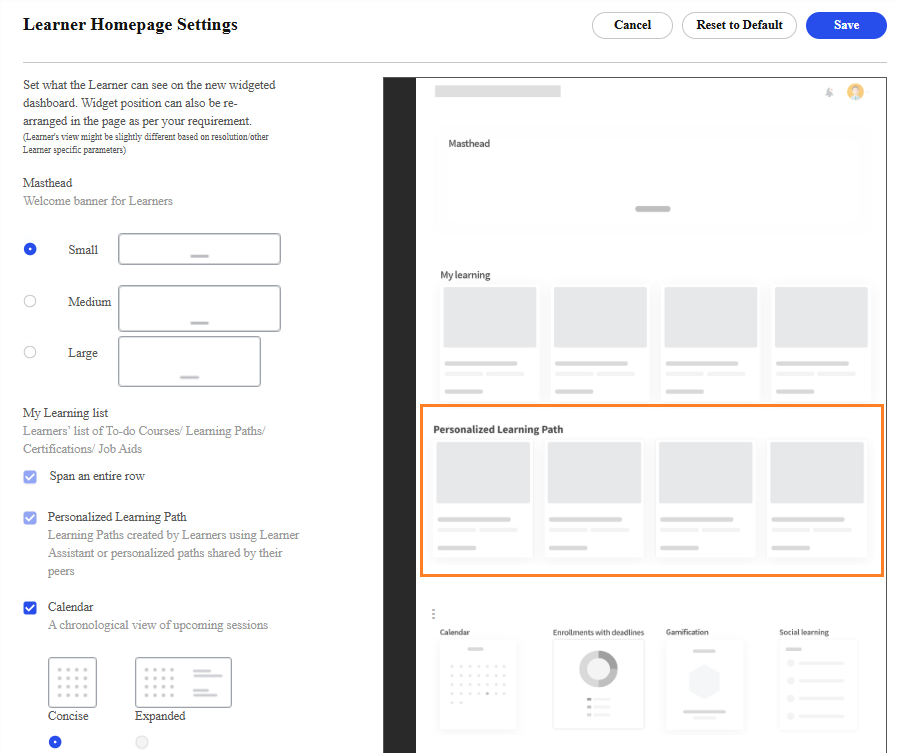 Learner Homepage Settings
Cancel
Reset to Default
Save
Set what the Learner can see on the new widgeted
dashboard. Widget position can also be re-
arranged in the page as per your requirement.
(Learner's view might be slightly different based on resolution/other
Learner specific parameters)
Masthead
Welcome banner for Learners
Small
Medium
Large
My Learning list
Learners' list of To-do Courses/ Learning Paths/
Certifications/ Job Aids
Span an entire row
Personalized Learning Path
Learning Paths created by Learners using Learner
Assistant or personalized paths shared by their
peers
Calendar
A chronological view of upcoming sessions
Concise
Expanded
Masthead
My learning
Personalized Learning Path
Calendar
Enrollments with deadlines
Gamification
Social learning